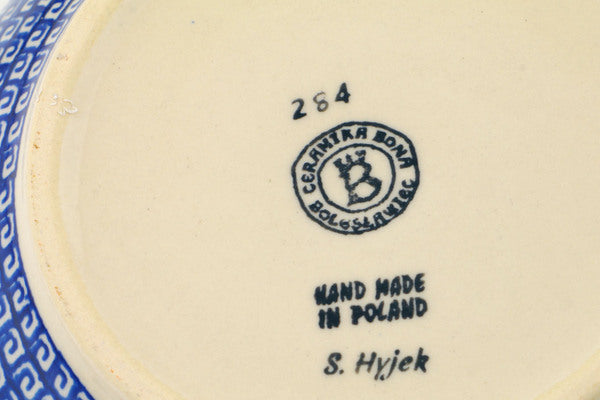 284
CERAMIKA BONA
B
BOLESŁAWIEC
HAND MADE
IN POLAND
S. Hyjek